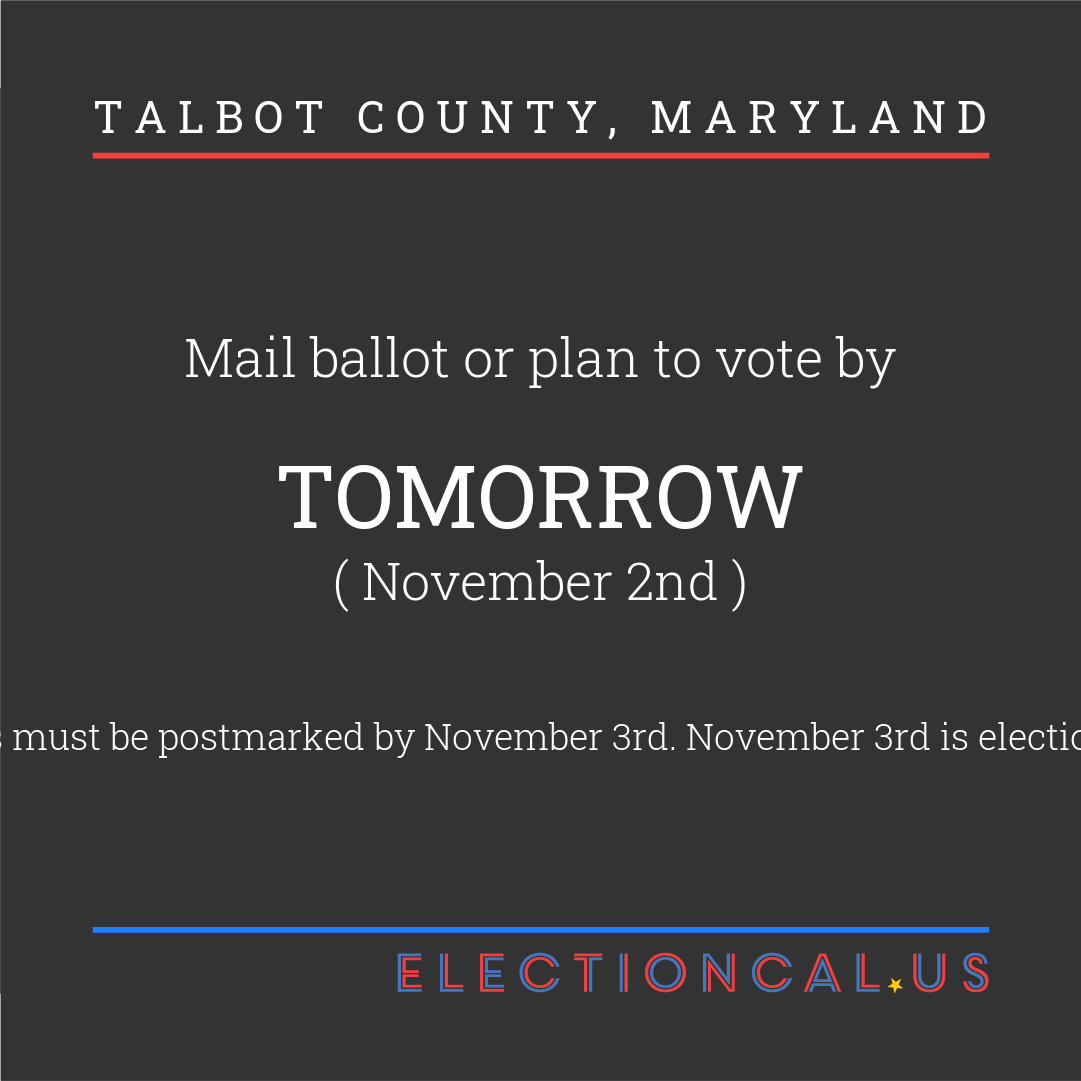 TALBOT COUNTY, MARYLAND
Mail ballot or plan to vote by
TOMORROW
( November 2nd )
must be postmarked by November 3rd. November 3rd is
ELECTIONCAL.US